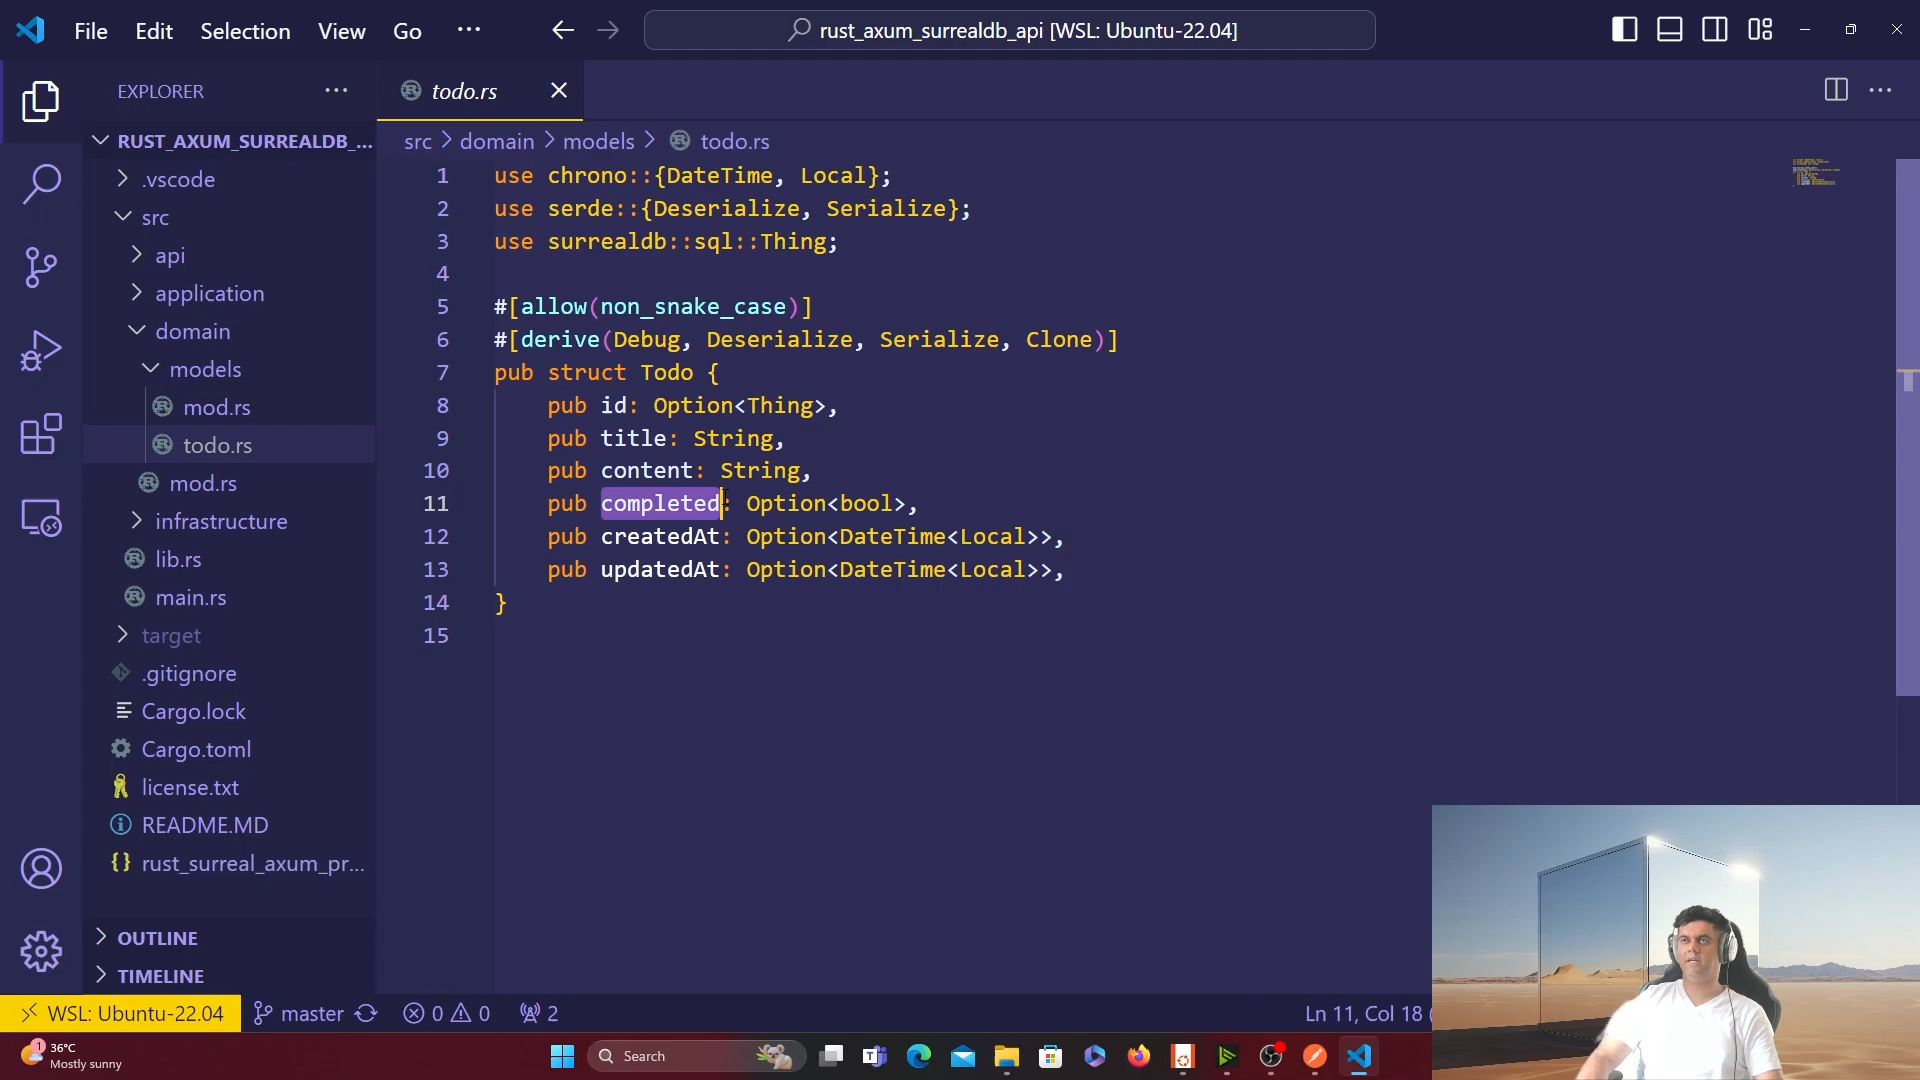 File Edit Selection View Go ··· rust_axum_surrealdb_api [WSL: Ubuntu-22.04]
EXPLORER ···
RUST_AXUM_SURREALDB_...
.vscode
src
api
application
domain
models
mod.rs
todo.rs
mod.rs
infrastructure
lib.rs
main.rs
target
.gitignore
Cargo.lock
Cargo.toml
license.txt
README.MD
rust_surreal_axum_pr...
OUTLINE
TIMELINE
todo.rs
src > domain > models > todo.rs
1 use chrono::{DateTime, Local};
2 use serde::{Deserialize, Serialize};
3 use surrealdb::sql::Thing;
4
5 #[allow(non_snake_case)]
6 #[derive(Debug, Deserialize, Serialize, Clone)]
7 pub struct Todo {
8 pub id: Option<Thing>,
9 pub title: String,
10 pub content: String,
11 pub completed: Option<bool>,
12 pub createdAt: Option<DateTime<Local>>,
13 pub updatedAt: Option<DateTime<Local>>,
14 }
15
WSL: Ubuntu-22.04 master 0 0 2 Ln 11, Col 18 (
1 36°C
Mostly sunny
Search